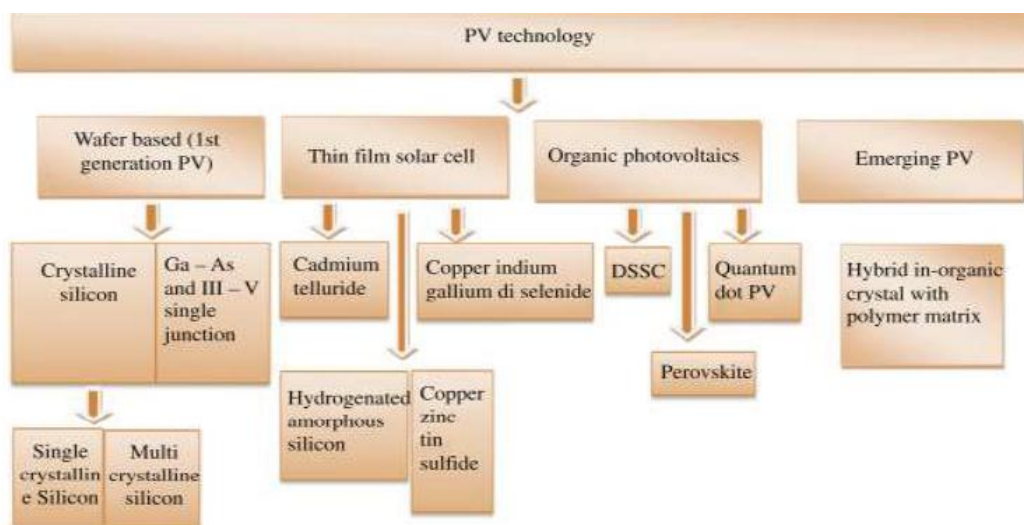 PV technology
Wafer based (1st
generation PV)
Thin film solar cell
Organic photovoltaics
Emerging PV
Crystalline
silicon
Ga – As
and III – V
single
junction
Cadmium
telluride
Copper indium
gallium di selenide
DSSC
Quantum
dot PV
Hybrid in-organic
crystal with
polymer matrix
Perovskite
Hydrogenated
amorphous
silicon
Copper
zinc
tin
sulfide
Single
crystallin
e Silicon
Multi
crystalline
silicon